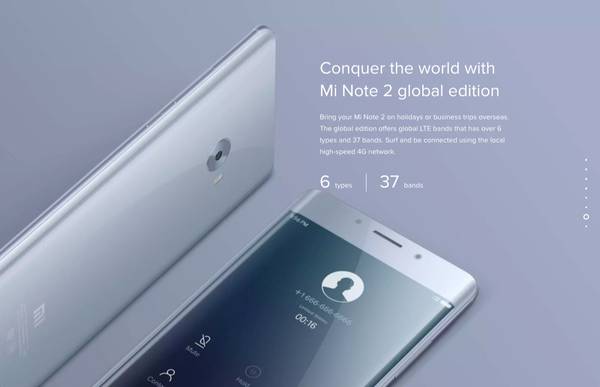 Conquer the world with
Mi Note 2 global edition
Bring your Mi Note 2 on holidays or business trips overseas.
The global edition offers global LTE bands that has over 6
types and 37 bands. Surf and be connected using the local
high-speed 4G network.
6 types 37 bands
+1 666-666-6666
00:16
Mute
Hold
mi